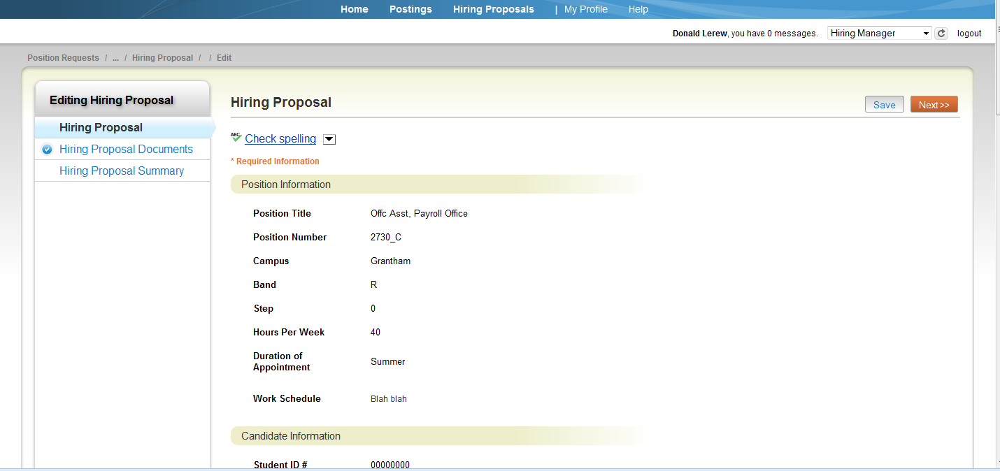 Home Postings Hiring Proposals | My Profile Help
Donald Lerew, you have 0 messages. Hiring Manager logout
Position Requests / ... / Hiring Proposal / / Edit
Editing Hiring Proposal
Hiring Proposal
Hiring Proposal Documents
Hiring Proposal Summary
Hiring Proposal
Save Next >>
ABC Check spelling
* Required Information
Position Information
Position Title Offc Asst, Payroll Office
Position Number 2730_C
Campus Grantham
Band R
Step 0
Hours Per Week 40
Duration of
Appointment Summer
Work Schedule Blah blah
Candidate Information
Student ID # 00000000